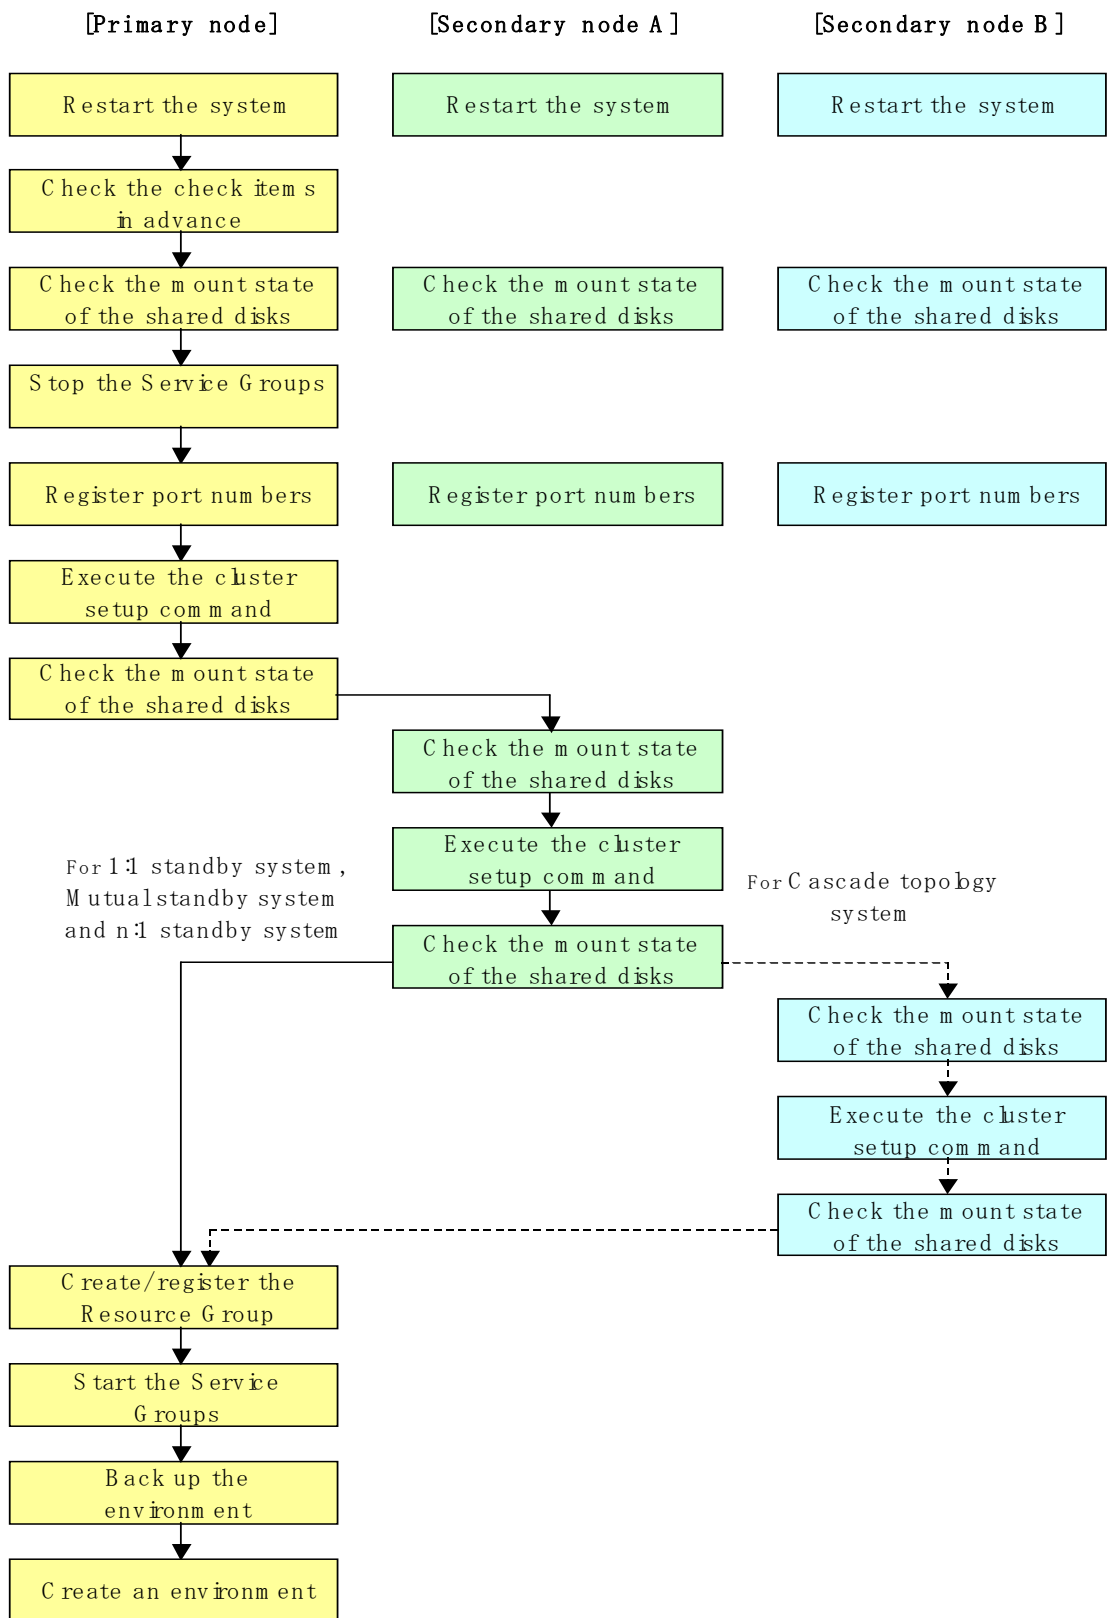 [Primary node]
[Secondary node A]
[Secondary node B]
Restart the system
Restart the system
Restart the system
Check the check items
in advance
Check the mount state
of the shared disks
Check the mount state
of the shared disks
Check the mount state
of the shared disks
Stop the Service Groups
Register port numbers
Register port numbers
Register port numbers
Execute the cluster
setup command
Check the mount state
of the shared disks
Check the mount state
of the shared disks
Execute the cluster
setup command
For 1:1 standby system,
Mutual standby system
and n:1 standby system
For Cascade topology
system
Check the mount state
of the shared disks
Check the mount state
of the shared disks
Execute the cluster
setup command
Check the mount state
of the shared disks
Create/register the
Resource Group
Start the Service
Groups
Back up the
environment
Create an environment